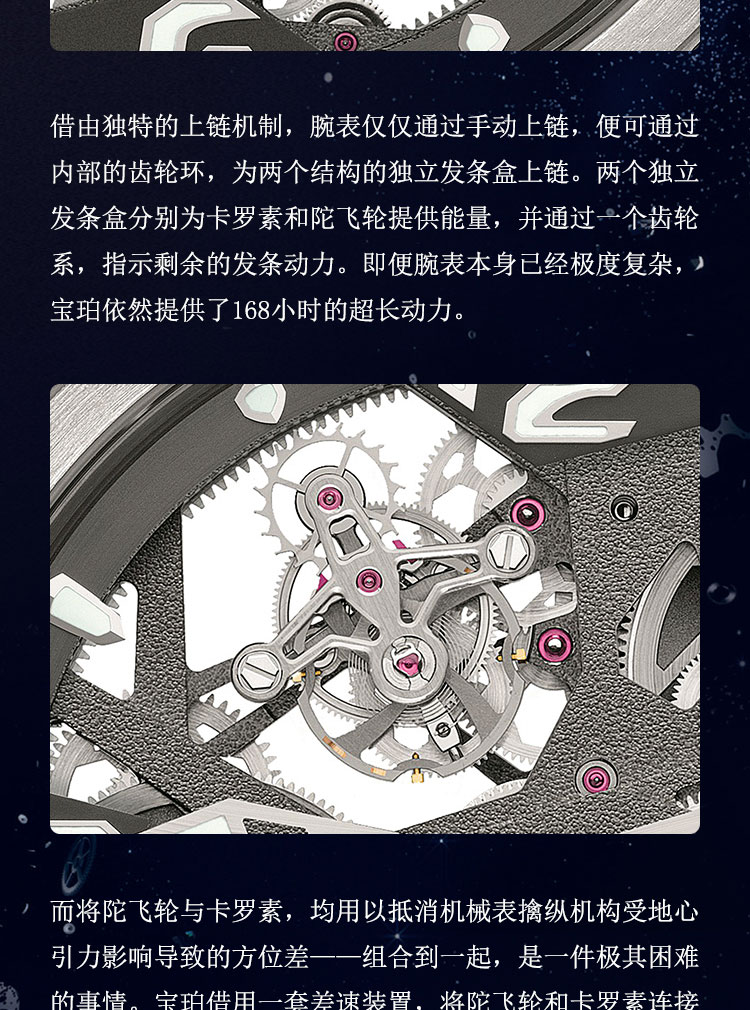 借由独特的上链机制，腕表仅仅通过手动上链，便可通过
内部的齿轮环，为两个结构的独立发条盒上链。两个独立
发条盒分别为卡罗素和陀飞轮提供能量，并通过一个齿轮
系，指示剩余的发条动力。即便腕表本身已经极度复杂，
宝珀依然提供了168小时的超长动力。
而将陀飞轮与卡罗素，均用以抵消机械表擒纵机构受地心
引力影响导致的方位差——组合到一起，是一件极其困难
的事情。宝珀借用一套差速装置，将陀飞轮和卡罗素连接